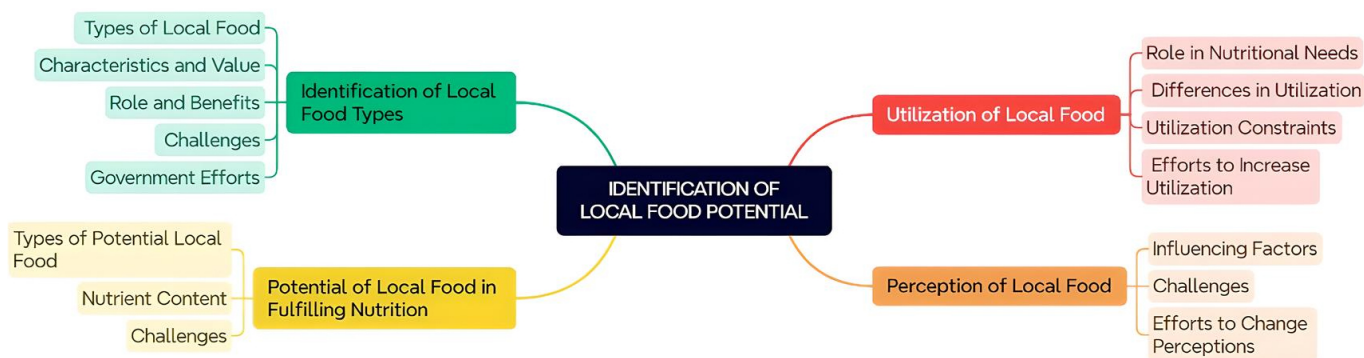 IDENTIFICATION OF
LOCAL FOOD POTENTIAL
Identification of Local
Food Types
Types of Local Food
Characteristics and Value
Role and Benefits
Challenges
Government Efforts
Potential of Local Food in
Fulfilling Nutrition
Types of Potential Local
Food
Nutrient Content
Challenges
Utilization of Local Food
Role in Nutritional Needs
Differences in Utilization
Utilization Constraints
Efforts to Increase
Utilization
Perception of Local Food
Influencing Factors
Challenges
Efforts to Change
Perceptions